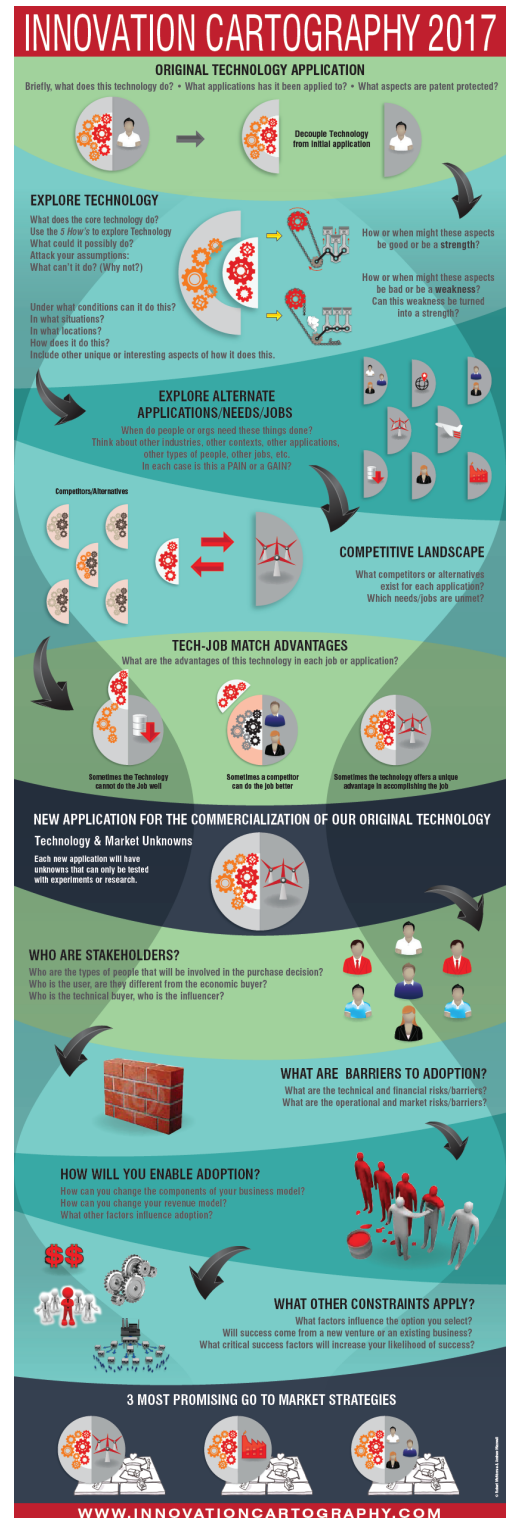 INNOVATION CARTOGRAPHY 2017
ORIGINAL TECHNOLOGY APPLICATION
Briefly, what does this technology do? • What applications has it been applied to? • What aspects are patent protected?
Decouple Technology
from initial application
EXPLORE TECHNOLOGY
What does the core technology do?
Use the 5 How's to explore Technology
What could it possibly do?
Attack your assumptions:
What can't it do? (Why not?)
How or when might these aspects
be good or be a strength?
How or when might these aspects
be bad or be a weakness?
Can this weakness be turned
into a strength?
Under what conditions can it do this?
In what situations?
In what locations?
How does it do this?
Include other unique or interesting aspects of how it does this.
EXPLORE ALTERNATE
APPLICATIONS/NEEDS/JOBS
When do people or orgs need these things done?
Think about other industries, other contexts, other applications,
other types of people, other jobs, etc.
In each case is this a PAIN or a GAIN?
Competitors/Alternatives
COMPETITIVE LANDSCAPE
What competitors or alternatives
exist for each application?
Which needs/jobs are unmet?
TECH-JOB MATCH ADVANTAGES
What are the advantages of this technology in each job or application?
Sometimes the Technology
cannot do the Job well
Sometimes a competitor
can do the job better
Sometimes the technology offers a unique
advantage in accomplishing the job
NEW APPLICATION FOR THE COMMERCIALIZATION OF OUR ORIGINAL TECHNOLOGY
Technology & Market Unknowns
Each new application will have
unknowns that can only be tested
with experiments or research.
WHO ARE STAKEHOLDERS?
Who are the types of people that will be involved in the purchase decision?
Who is the user, are they different from the economic buyer?
Who is the technical buyer, who is the influencer?
WHAT ARE BARRIERS TO ADOPTION?
What are the technical and financial risks/barriers?
What are the operational and market risks/barriers?
HOW WILL YOU ENABLE ADOPTION?
How can you change the components of your business model?
How can you change your revenue model?
What other factors influence adoption?
$$
WHAT OTHER CONSTRAINTS APPLY?
What factors influence the option you select?
Will success come from a new venture or an existing business?
What critical success factors will increase your likelihood of success?
3 MOST PROMISING GO TO MARKET STRATEGIES
WWW.INNOVATIONCARTOGRAPHY.COM